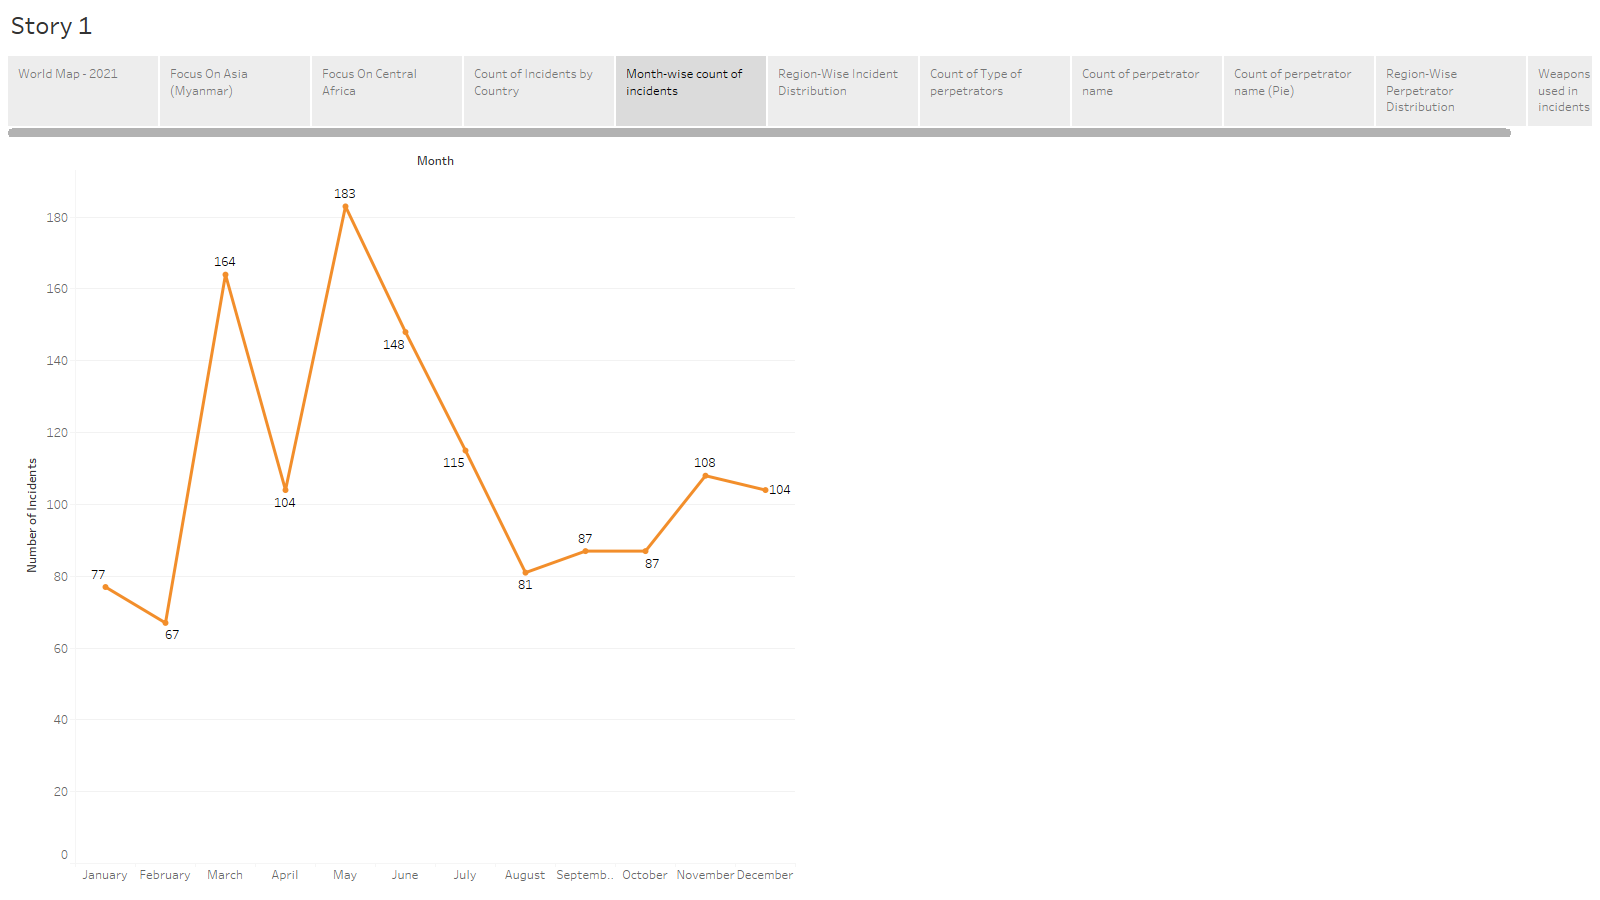 Story 1
World Map - 2021
Focus On Asia
(Myanmar)
Focus On Central
Africa
Count of Incidents by
Country
Month-wise count of
incidents
Region-Wise Incident
Distribution
Count of Type of
perpetrators
Count of perpetrator
name
Count of perpetrator
name (Pie)
Region-Wise
Perpetrator
Distribution
Weapons
used in
incidents
Month
Number of Incidents
180
160
140
120
100
80
60
40
20
0
77
67
164
104
183
148
115
81
87
87
108
104
January
February
March
April
May
June
July
August
Septemb..
October
November
December